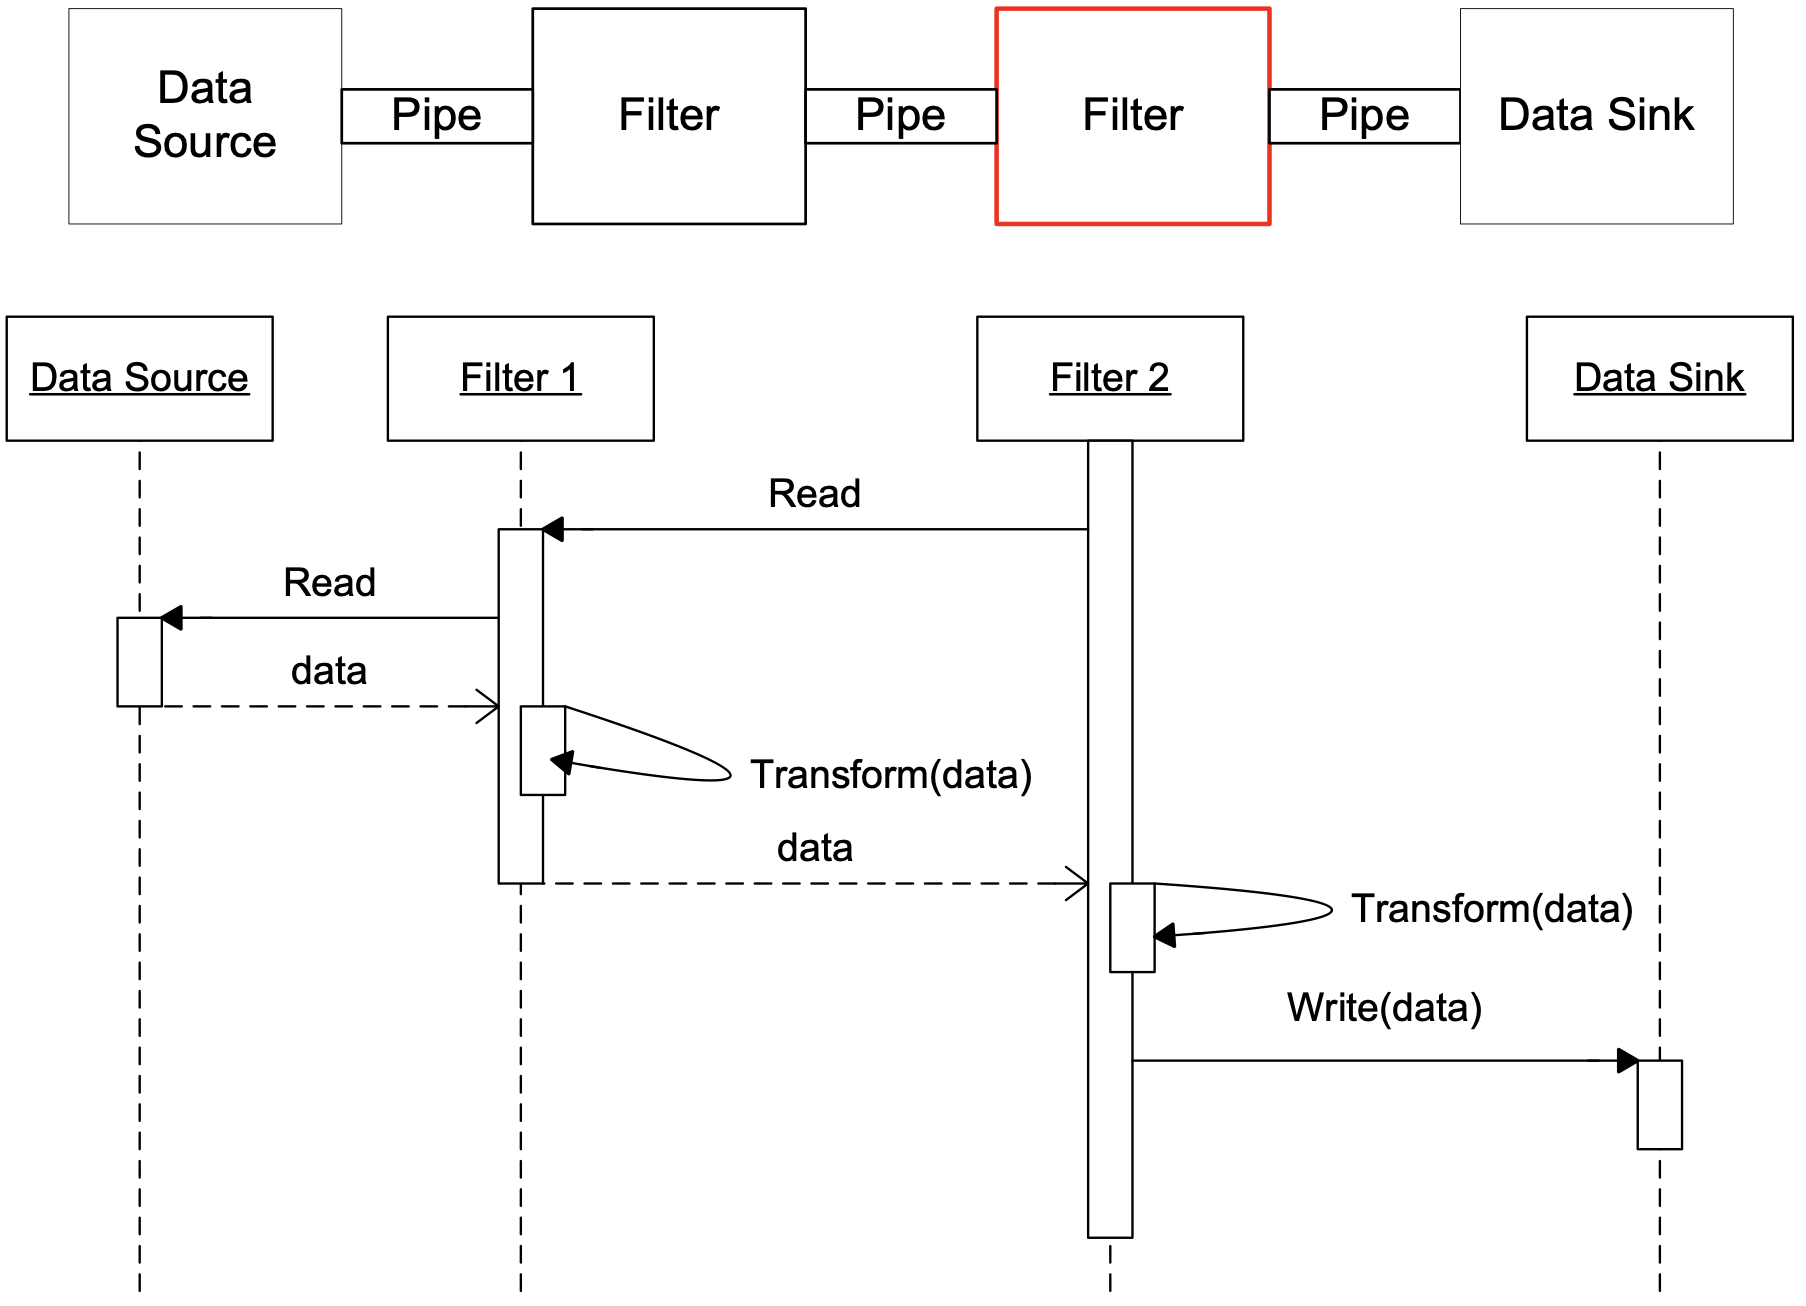 Data
Source
Pipe
Filter
Pipe
Filter
Pipe
Data Sink
Data Source
Filter 1
Filter 2
Data Sink
Read
Read
data
Transform(data)
data
Transform(data)
Write(data)